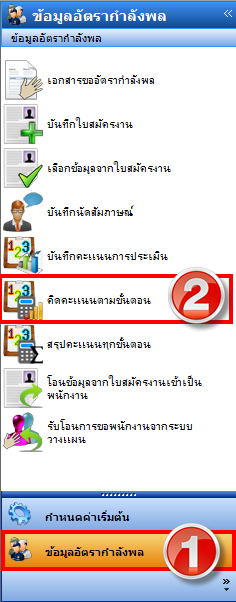 ข้อมูลอัตรากำลังพล
ข้อมูลอัตรากำลังพล
เอกสารขออัตรากำลังพล
บันทึกใบสมัครงาน
เลือกข้อมูลจากใบสมัครงาน
บันทึกนัดสัมภาษณ์
บันทึกคะแนนการประเมิน
คิดคะแนนตามขั้นตอน
2
สรุปคะแนนทุกขั้นตอน
โอนข้อมูลจากใบสมัครงานเข้าเป็น
พนักงาน
รับโอนการขอพนักงานจากระบบ
วางแผน
กำหนดค่าเริ่มต้น
ข้อมูลอัตรากำลังพล
1